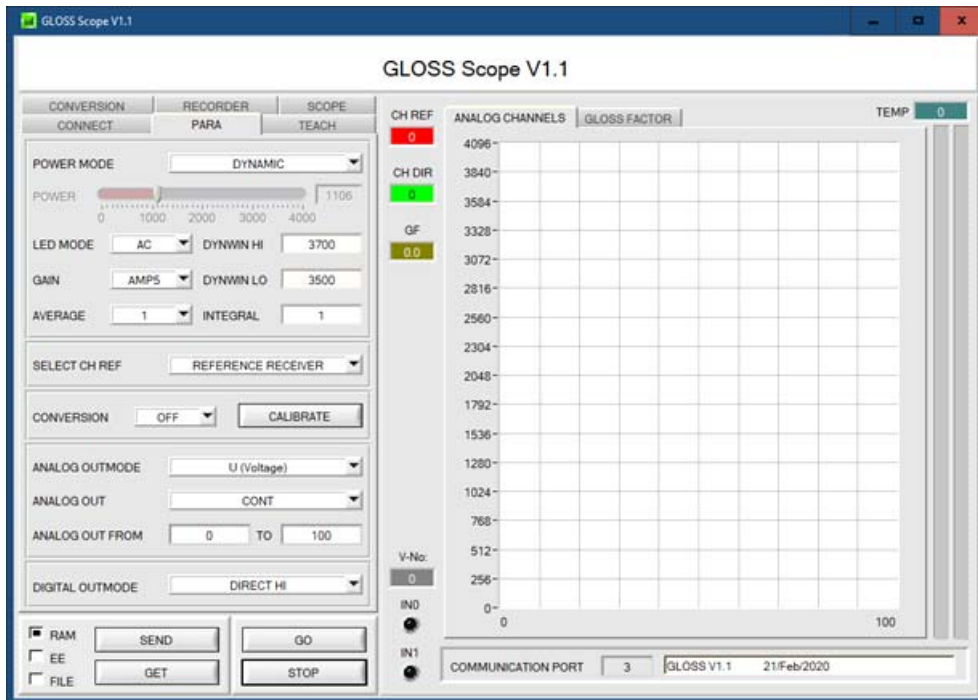 GLOSS Scope V1.1
GLOSS Scope V1.1
CONVERSION RECORDER SCOPE
CONNECT PARA TEACH
POWER MODE DYNAMIC
POWER 1106
0 1000 2000 3000 4000
LED MODE AC DYNWIN HI 3700
GAIN AMP5 DYNWIN LO 3500
AVERAGE 1 INTEGRAL 1
SELECT CH REF REFERENCE RECEIVER
CONVERSION OFF CALIBRATE
ANALOG OUTMODE U (Voltage)
ANALOG OUT CONT
ANALOG OUT FROM 0 TO 100
DIGITAL OUTMODE DIRECT HI
RAM
EE
FILE
SEND
GET
GO
STOP
CH REF
0
CH DIR
0
GF
0.0
V-No:
0
IN0
IN1
ANALOG CHANNELS GLOSS FACTOR
TEMP 0
4096
3840
3584
3328
3072
2816
2560
2304
2048
1792
1536
1280
1024
768
512
256
0
0 100
COMMUNICATION PORT 3 GLOSS V1.1 21/Feb/2020